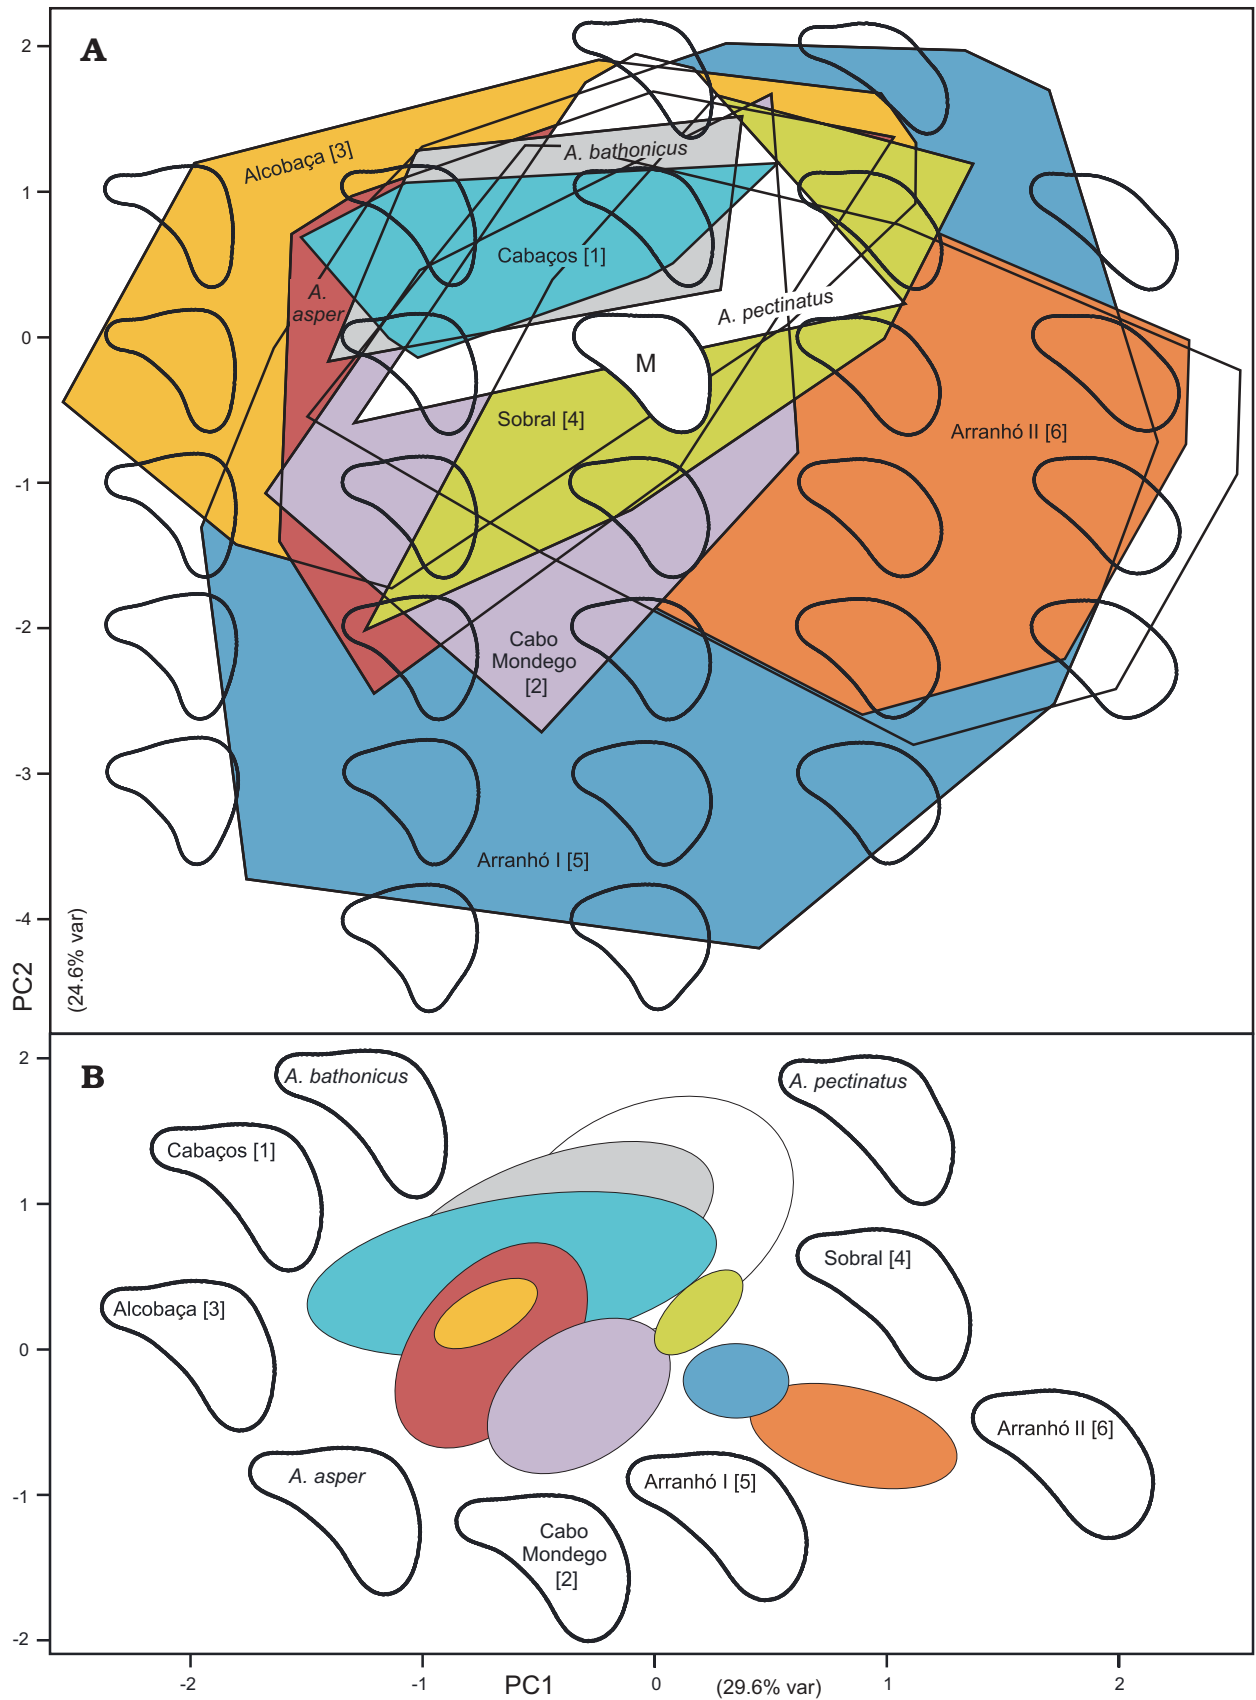 A
2
1
0
-1
-2
-3
-4
PC2
(24.6% var)
Alcobaça [3]
A. bathonicus
Cabaços [1]
A.
asper
A. pectinatus
M
Sobral [4]
Arranhó II [6]
Cabo
Mondego
[2]
Arranhó I [5]
B
2
1
0
-1
-2
A. bathonicus
A. pectinatus
Cabaços [1]
Sobral [4]
Alcobaça [3]
Arranhó II [6]
A. asper
Arranhó I [5]
Cabo
Mondego
[2]
-2
-1
0
1
2
PC1
(29.6% var)